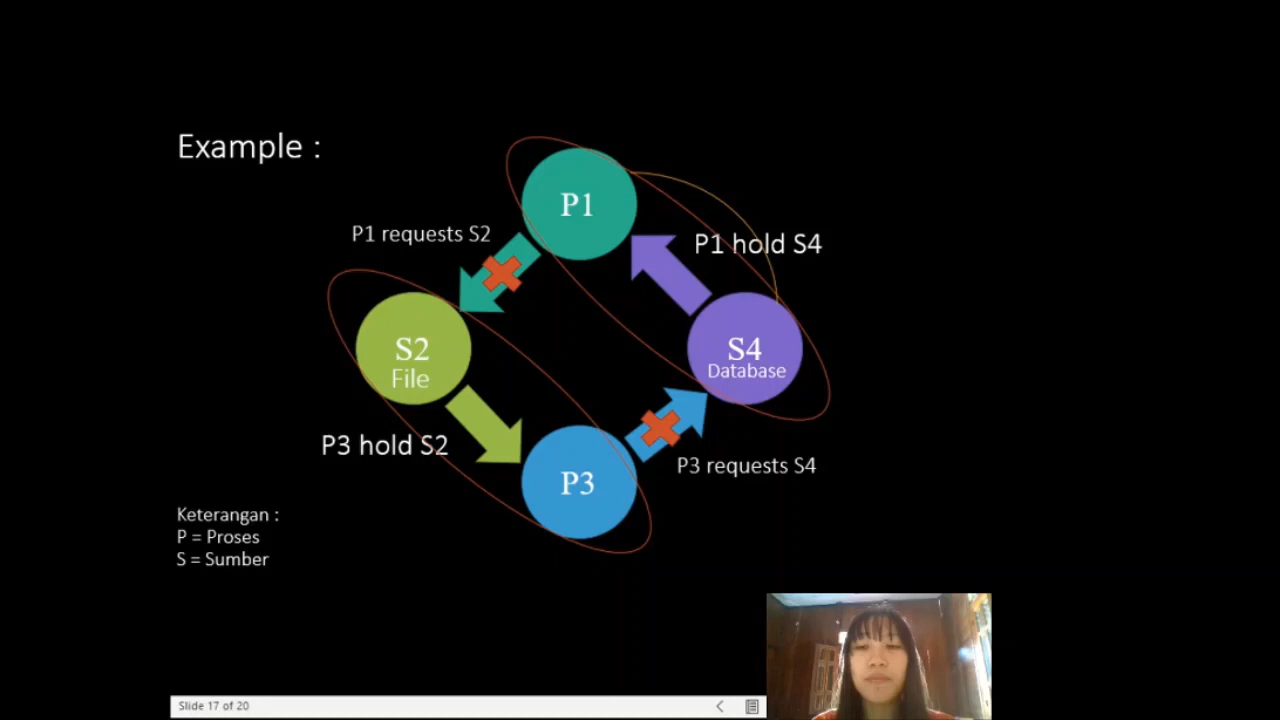 Example :
P1
P1 requests S2
P1 hold S4
S2
File
S4
Database
P3 hold S2
P3
P3 requests S4
Keterangan :
P = Proses
S = Sumber
Slide 17 of 20